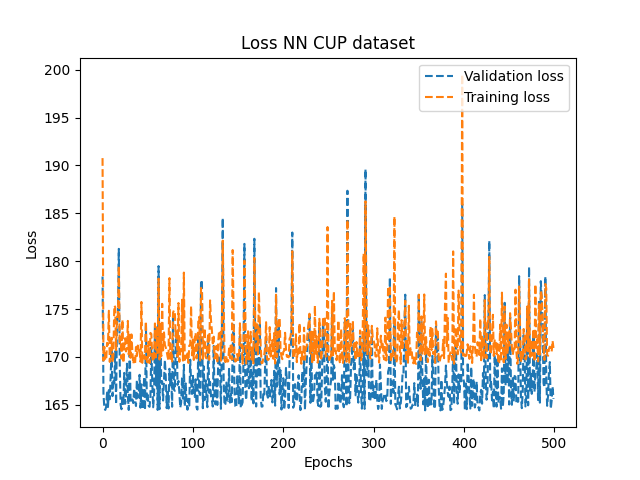 Loss NN CUP dataset
Validation loss
Training loss
Loss
200
195
190
185
180
175
170
165
0 100 200 300 400 500
Epochs